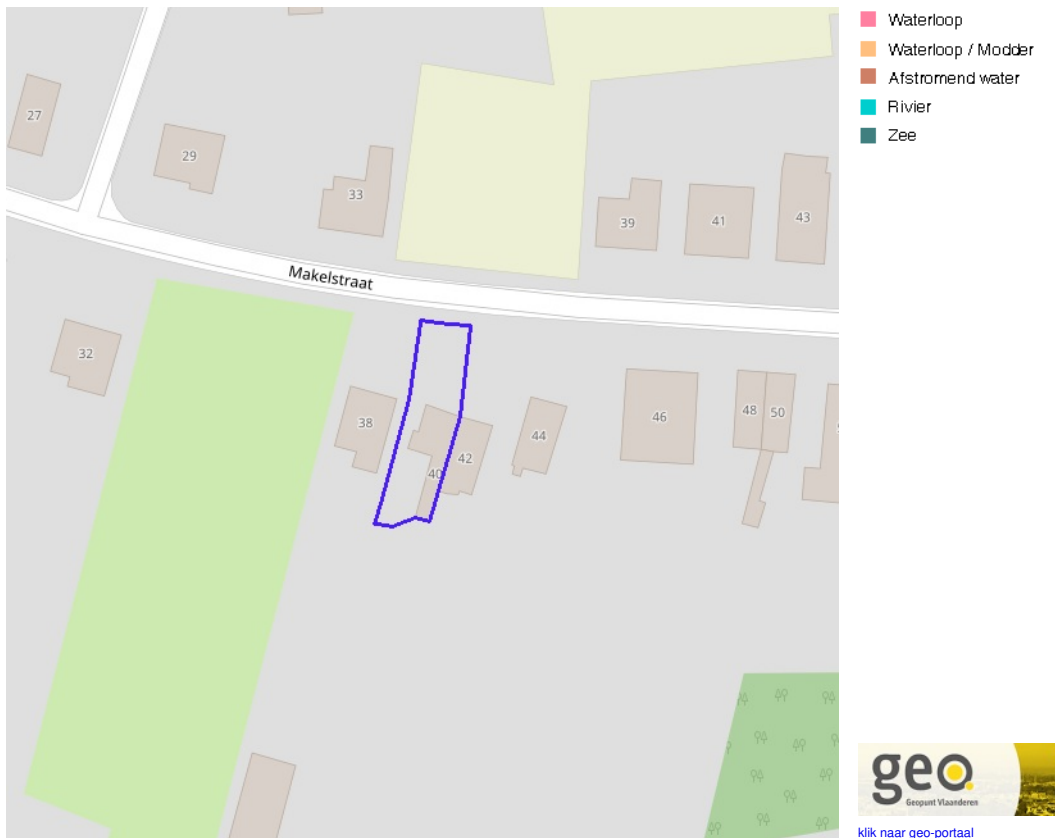 27
29
33
39
41
43
Makelstraat
32
38
40
42
44
46
48
50
Waterloop
Waterloop / Modder
Afstromend water
Rivier
Zee
geo
Geopunt Vlaanderen
klik naar geo-portaal